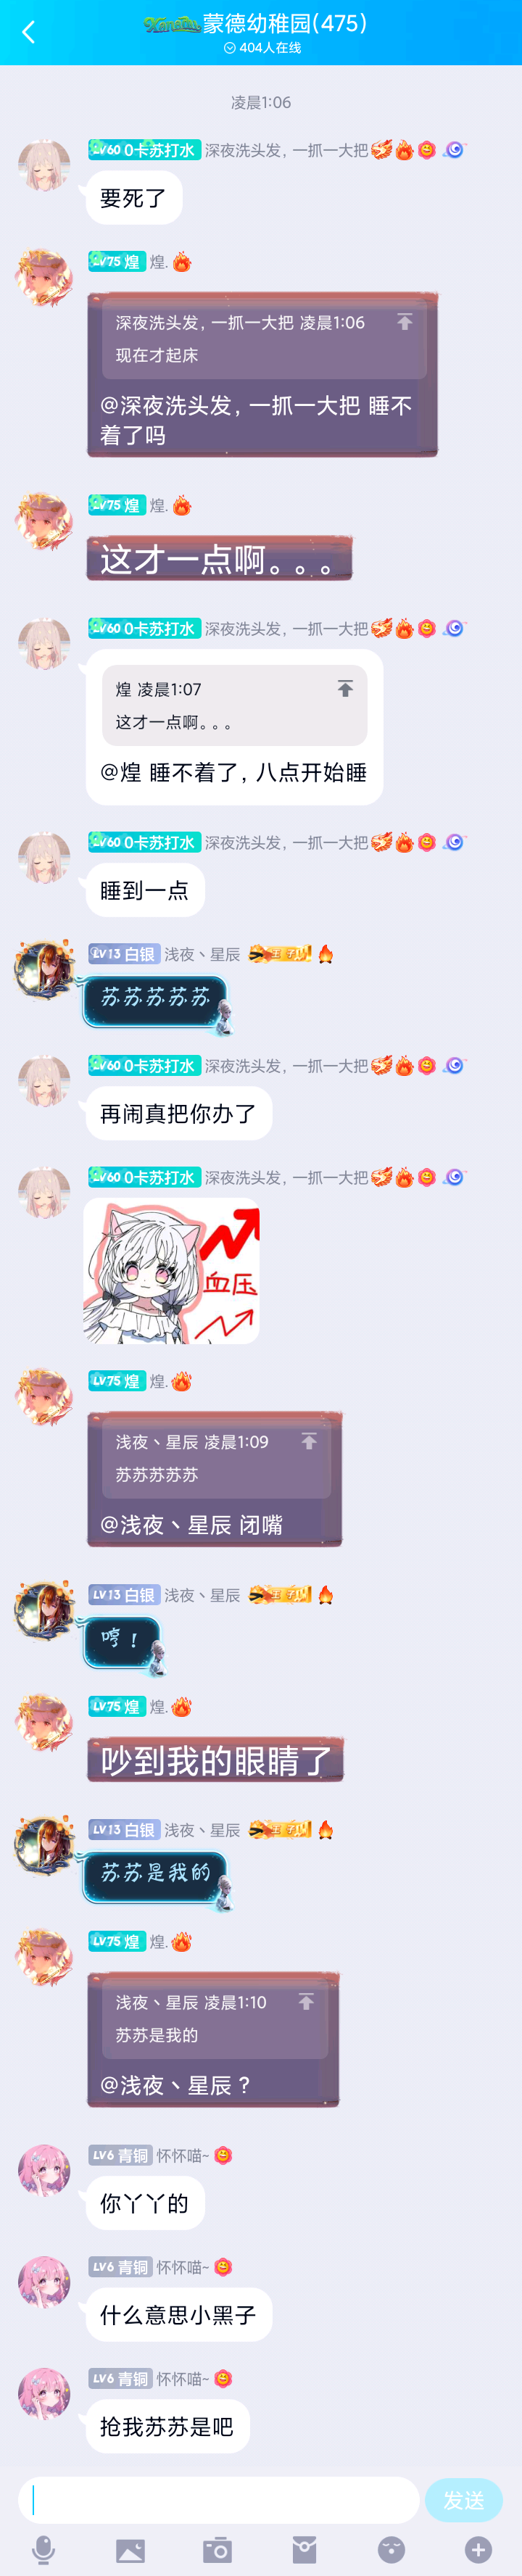 蒙德幼稚园(475)
404人在线
凌晨1:06
LV60 0卡苏打水 深夜洗头发，一抓一大把
要死了
LV75 煌 煌.
深夜洗头发，一抓一大把 凌晨1:06
现在才起床
@深夜洗头发，一抓一大把 睡不
着了吗
LV75 煌 煌.
这才一点啊。。。
LV60 0卡苏打水 深夜洗头发，一抓一大把
煌 凌晨1:07
这才一点啊。。。
@煌 睡不着了，八点开始睡
LV60 0卡苏打水 深夜洗头发，一抓一大把
睡到一点
LV13 白银 浅夜丶星辰
苏苏苏苏苏
LV60 0卡苏打水 深夜洗头发，一抓一大把
再闹真把你办了
LV60 0卡苏打水 深夜洗头发，一抓一大把
血压
LV75 煌 煌.
浅夜丶星辰 凌晨1:09
苏苏苏苏苏
@浅夜丶星辰 闭嘴
LV13 白银 浅夜丶星辰
哼！
LV75 煌 煌.
吵到我的眼睛了
LV13 白银 浅夜丶星辰
苏苏是我的
LV75 煌 煌.
浅夜丶星辰 凌晨1:10
苏苏是我的
@浅夜丶星辰？
LV6 青铜 怀怀喵~
你丫丫的
LV6 青铜 怀怀喵~
什么意思小黑子
LV6 青铜 怀怀喵~
抢我苏苏是吧
发送